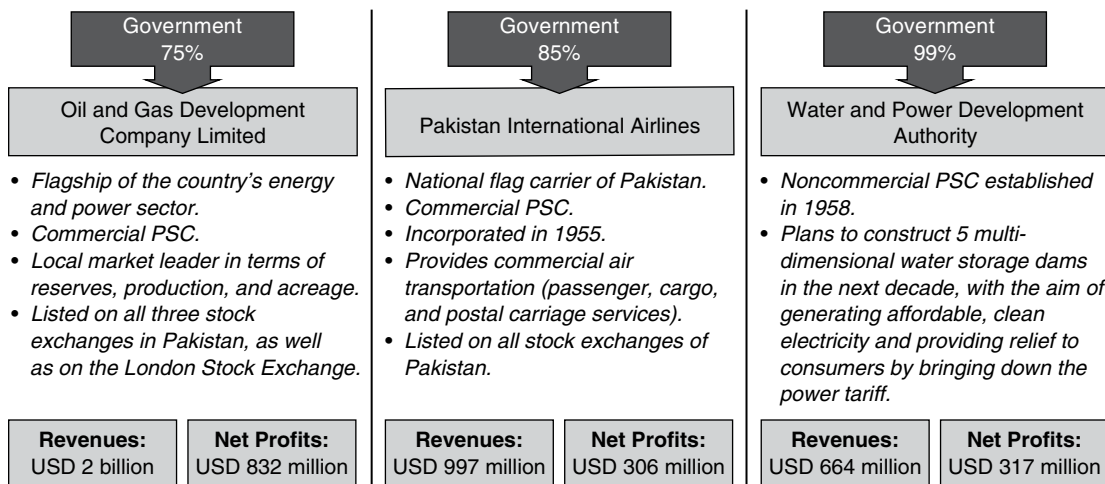 Government
75%
Oil and Gas Development
Company Limited
• Flagship of the country's energy
and power sector.
• Commercial PSC.
• Local market leader in terms of
reserves, production, and acreage.
• Listed on all three stock
exchanges in Pakistan, as well
as on the London Stock Exchange.
Revenues:
USD 2 billion
Net Profits:
USD 832 million
Government
85%
Pakistan International Airlines
• National flag carrier of Pakistan.
• Commercial PSC.
• Incorporated in 1955.
• Provides commercial air
transportation (passenger, cargo,
and postal carriage services).
• Listed on all stock exchanges of
Pakistan.
Revenues:
USD 997 million
Net Profits:
USD 306 million
Government
99%
Water and Power Development
Authority
• Noncommercial PSC established
in 1958.
• Plans to construct 5 multi-
dimensional water storage dams
in the next decade, with the aim of
generating affordable, clean
electricity and providing relief to
consumers by bringing down the
power tariff.
Revenues:
USD 664 million
Net Profits:
USD 317 million